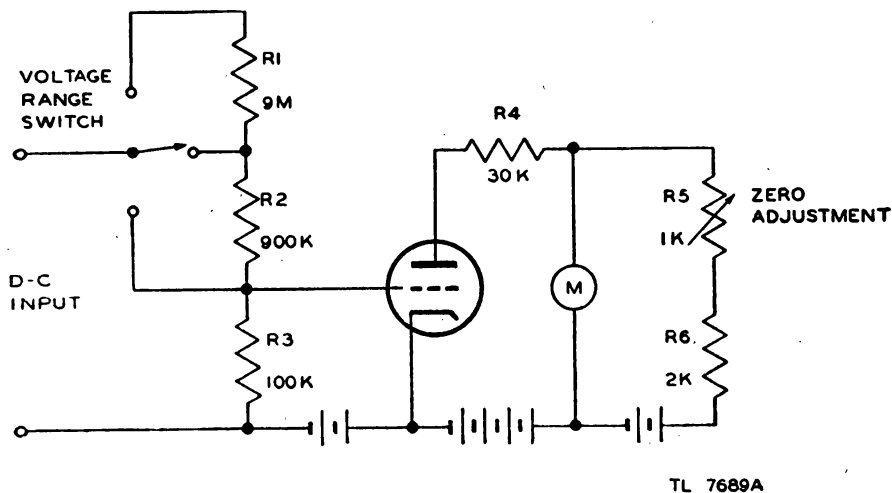 VOLTAGE
RANGE
SWITCH
R1
9M
R4
30K
R2
900K
R5
1K
ZERO
ADJUSTMENT
D-C
INPUT
M
R3
100K
R6
2K
TL 7689A